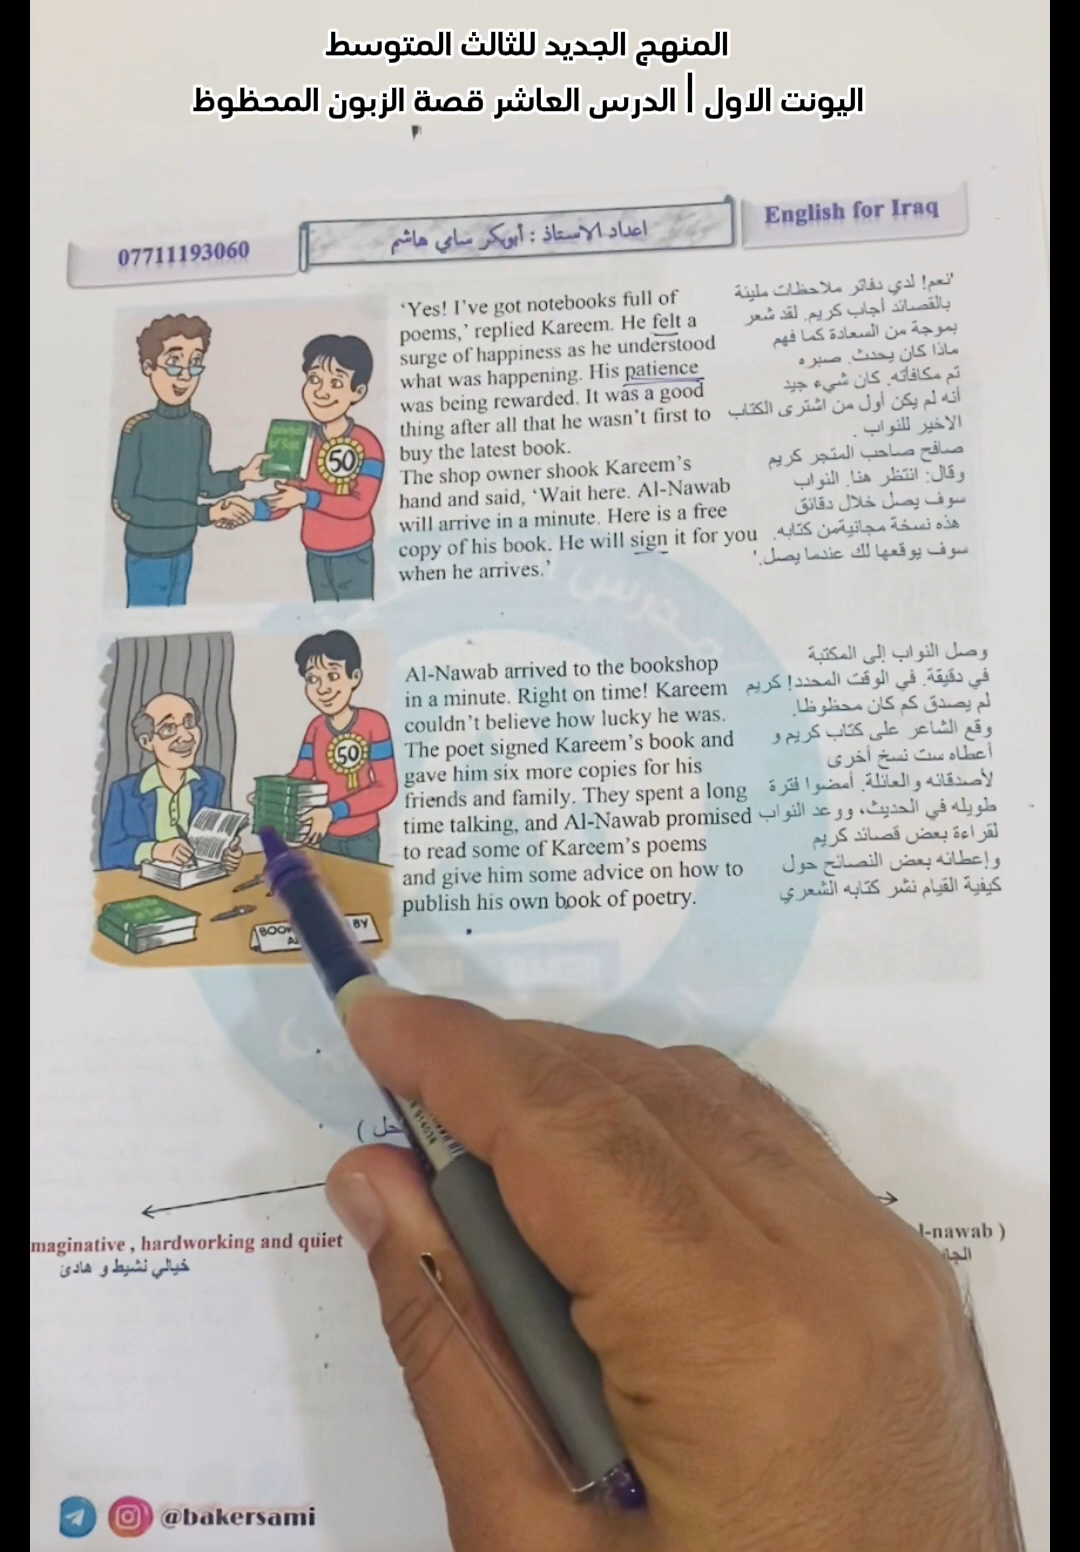 المنهج الجديد للثالث المتوسط
اليونت الاول | الدرس العاشر قصة الزبون المحظوظ
07711193060
اعداد الاستاذ : أبوبكر سامي هاشم
English for Iraq
‘Yes! I’ve got notebooks full of
poems,’ replied Kareem. He felt a
surge of happiness as he understood
what was happening. His patience
was being rewarded. It was a good
thing after all that he wasn’t first to
buy the latest book.
The shop owner shook Kareem’s
hand and said, ‘Wait here. Al-Nawab
will arrive in a minute. Here is a free
copy of his book. He will sign it for you
when he arrives.’
'نعم! لدي دفاتر ملاحظات مليئة
بالقصائد أجاب كريم. لقد شعر
بموجة من السعادة كما فهم
ماذا كان يحدث. صبره
تم مكافأته. كان شيء جيد
أنه لم يكن أول من اشترى الكتاب
الاخير للنواب.
صافح صاحب المتجر كريم
وقال: انتظر هنا. النواب
سوف يصل خلال دقائق
هذه نسخة مجانيةمن كتابه.
سوف يوقعها لك عندما يصل.'
50
Al-Nawab arrived to the bookshop
in a minute. Right on time! Kareem
couldn’t believe how lucky he was.
The poet signed Kareem’s book and
gave him six more copies for his
friends and family. They spent a long
time talking, and Al-Nawab promised
to read some of Kareem’s poems
and give him some advice on how to
publish his own book of poetry.
وصل النواب إلى المكتبة
في دقيقة. في الوقت المحدد! كريم
لم يصدق كم كان محظوظا.
وقع الشاعر على كتاب كريم و
أعطاه ست نسخ أخرى
لأصدقائه والعائلة. أمضوا فترة
طويله في الحديث، ووعد النواب
لقراءة بعض قصائد كريم
وإعطائه بعض النصائح حول
كيفية القيام نشر كتابه الشعري
50
BY
maginative , hardworking and quiet
خيالي نشيط و هادئ
l-nawab )
@bakersami